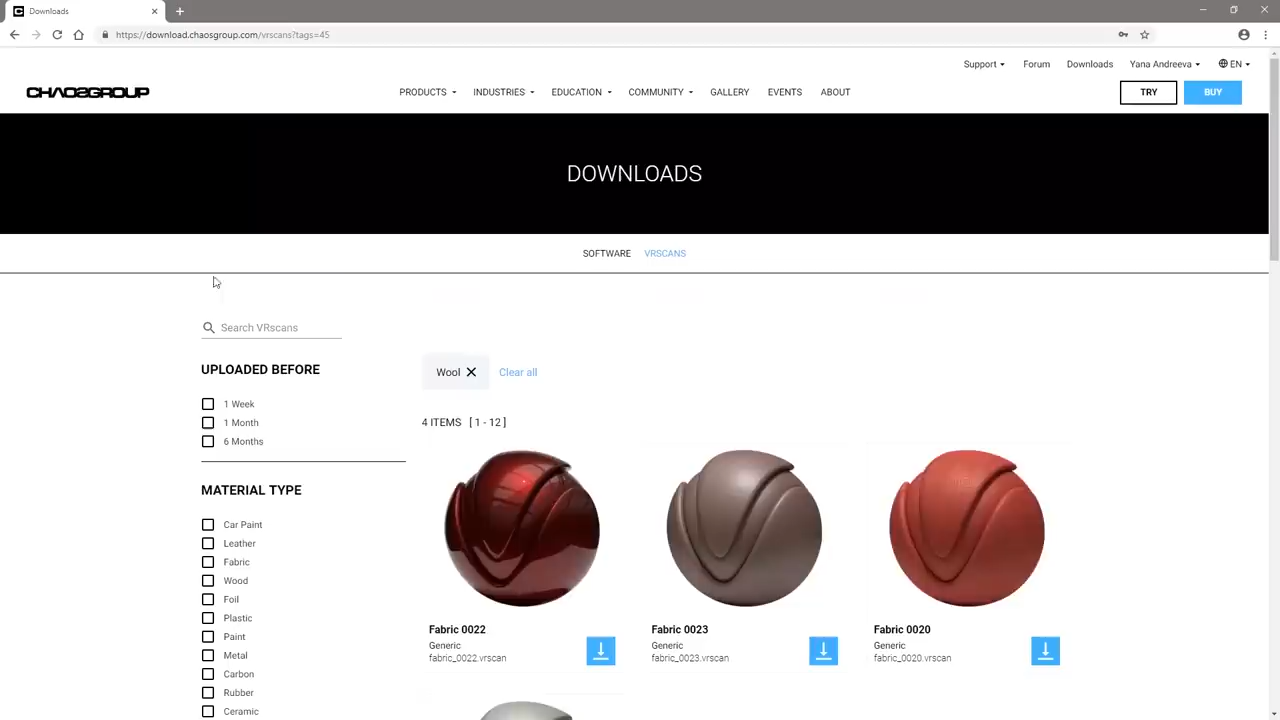 Downloads
https://download.chaosgroup.com/vrscans?tags=45
Support Forum Downloads Yana Andreeva EN
CHAOSGROUP PRODUCTS INDUSTRIES EDUCATION COMMUNITY GALLERY EVENTS ABOUT TRY BUY
DOWNLOADS
SOFTWARE VRSCANS
Search VRscans
UPLOADED BEFORE
1 Week
1 Month
6 Months
MATERIAL TYPE
Car Paint
Leather
Fabric
Wood
Foil
Plastic
Paint
Metal
Carbon
Rubber
Ceramic
Wool Clear all
4 ITEMS [ 1 - 12 ]
Fabric 0022
Generic
fabric_0022.vrscan
Fabric 0023
Generic
fabric_0023.vrscan
Fabric 0020
Generic
fabric_0020.vrscan